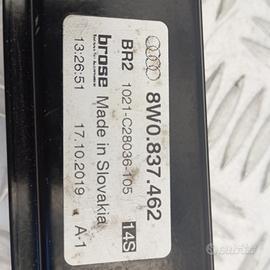 8W0.837.462
BR2 1021-C28036-105 14S
brose Made in Slovakia
13:26:51 17.10.2019 A-1